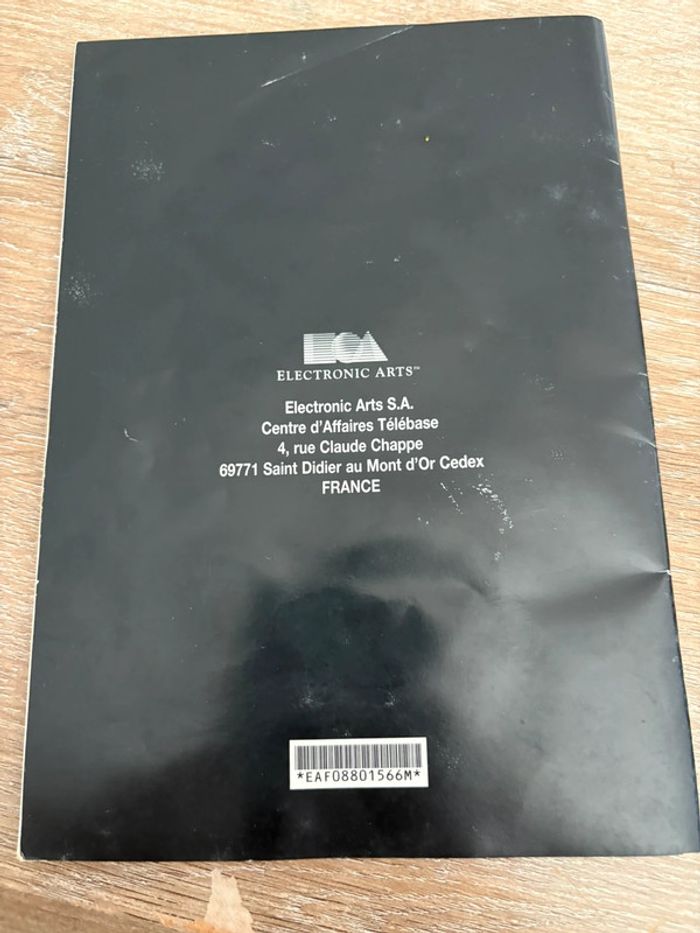 EA
ELECTRONIC ARTS™
Electronic Arts S.A.
Centre d'Affaires Télébase
4, rue Claude Chappe
69771 Saint Didier au Mont d'Or Cedex
FRANCE
*EAF08801566M*